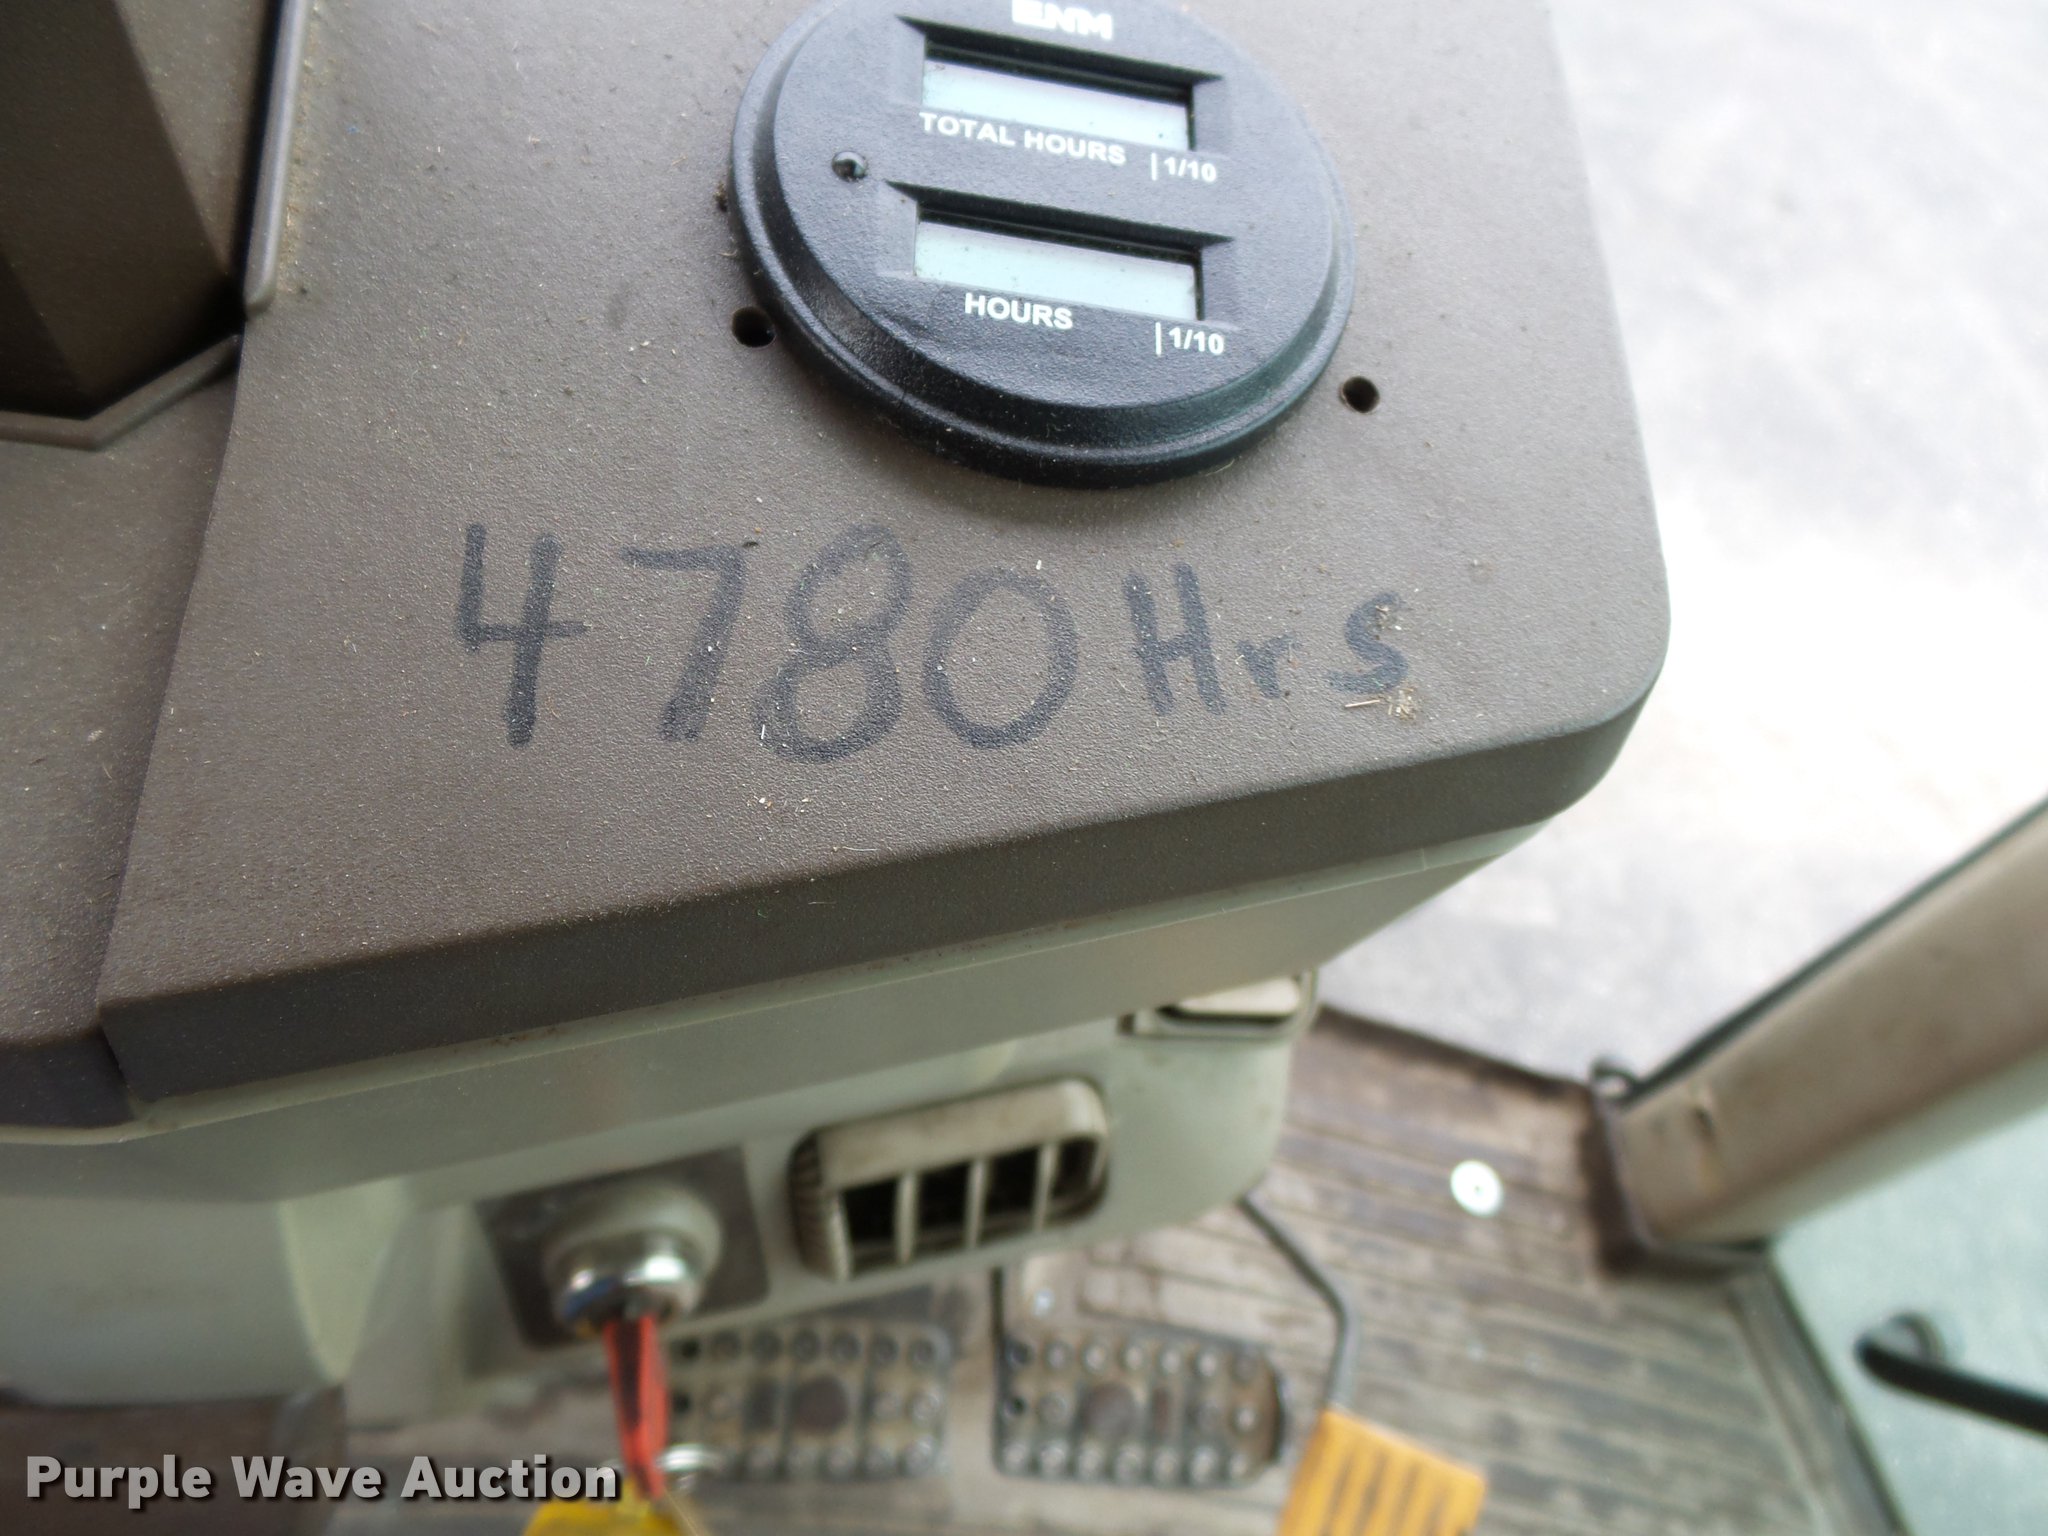 ENM
TOTAL HOURS |1/10
HOURS |1/10
4780 Hrs
Purple Wave Auction